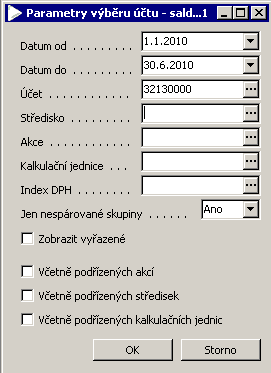 Parametry výběru účtu - sald...1
Datum od . . . . . . . . . 1.1.2010
Datum do . . . . . . . . . 30.6.2010
Účet . . . . . . . . . . . . 32130000
Středisko . . . . . . . . .
Akce . . . . . . . . . . . .
Kalkulační jednice . . .
Index DPH . . . . . . . .
Jen nespárované skupiny . . . . . . Ano
Zobrazit vyřazené
Včetně podřízených akcí
Včetně podřízených středisek
Včetně podřízených kalkulačních jednic
OK Storno